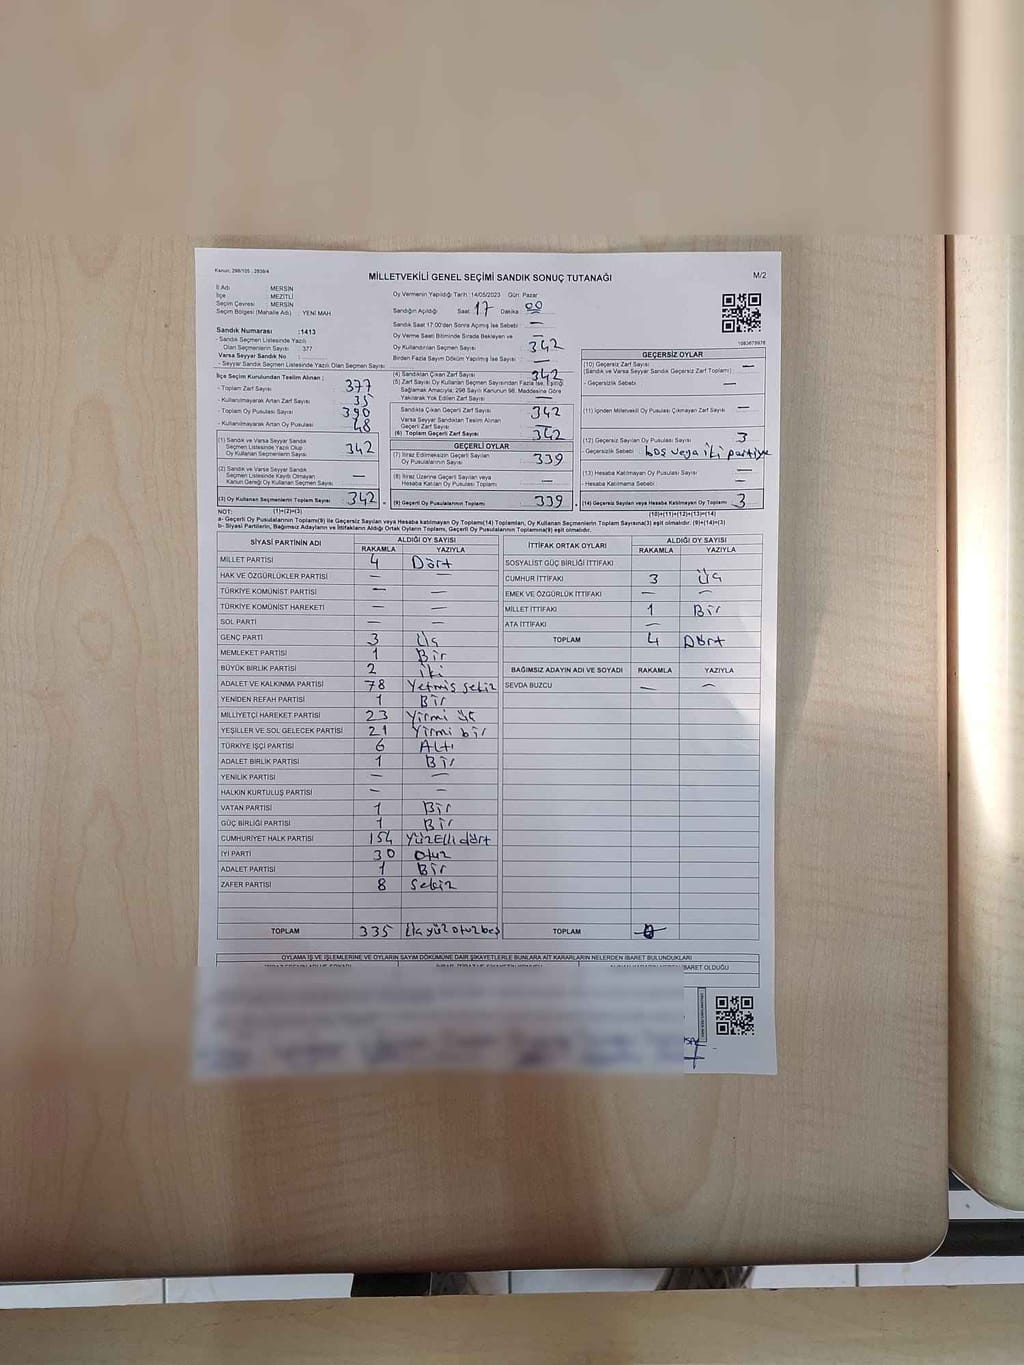 Kanun: 298/105 , 2839/4
MİLLETVEKİLİ GENEL SEÇİMİ SANDIK SONUÇ TUTANAĞI
M/2
İl Adı : MERSİN
İlçe : MEZİTLİ
Seçim Çevresi : MERSİN
Seçim Bölgesi (Mahalle Adı) : YENİ MAH
Sandık Numarası :1413
- Sandık Seçmen Listesinde Yazılı
Olan Seçmenlerin Sayısı 377
Varsa Seyyar Sandık No :
- Seyyar Sandık Seçmen Listesinde Yazılı Olan Seçmen Sayısı
İlçe Seçim Kurulundan Teslim Alınan ;
- Toplam Zarf Sayısı 377
- Kullanılmayarak Artan Zarf Sayısı 35
- Toplam Oy Pusulası Sayısı 390
- Kullanılmayarak Artan Oy Pusulası 48
(1) Sandık ve Varsa Seyyar Sandık
Seçmen Listesinde Yazılı Olup
Oy Kullanan Seçmenlerin Sayısı 342
(2) Sandık ve Varsa Seyyar Sandık
Seçmen Listesinde Kayıtlı Olmayan
Kanun Gereği Oy Kullanan Seçmen Sayısı —
(3) Oy Kullanan Seçmenlerin Toplam Sayısı 342
(1)+(2)=(3)
Oy Vermenin Yapıldığı Tarih :14/05/2023 Gün: Pazar
Sandığın Açıldığı Saat : 17 Dakika : 00
Sandık Saat 17:00'den Sonra Açılmış İse Sebebi : —
Oy Verme Saati Bitiminde Sırada Bekleyen ve
Oy Kullandırılan Seçmen Sayısı : 342
Birden Fazla Sayım Döküm Yapılmış İse Sayısı : —
(4) Sandıktan Çıkan Zarf Sayısı 342
(5) Zarf Sayısı Oy Kullanan Seçmen Sayısından Fazla İse, Eşitliği
Sağlamak Amacıyla; 298 Sayılı Kanunun 98. Maddesine Göre
Yakılarak Yok Edilen Zarf Sayısı —
Sandıkta Çıkan Geçerli Zarf Sayısı 342
Varsa Seyyar Sandıktan Teslim Alınan
Geçerli Zarf Sayısı —
(6) Toplam Geçerli Zarf Sayısı 342
GEÇERLİ OYLAR
(7) İtiraz Edilmeksizin Geçerli Sayılan
Oy Pusulalarının Sayısı 339
(8) İtiraz Üzerine Geçerli Sayılan veya
Hesaba Katılan Oy Pusulası Toplamı —
(9) Geçerli Oy Pusulalarının Toplamı 339
1083679976
GEÇERSİZ OYLAR
(10) Geçersiz Zarf Sayısı
(Sandık ve Varsa Seyyar Sandık Geçersiz Zarf Toplamı) : —
- Geçersizlik Sebebi : —
(11) İçinden Milletvekili Oy Pusulası Çıkmayan Zarf Sayısı : —
(12) Geçersiz Sayılan Oy Pusulası Sayısı : 3
- Geçersizlik Sebebi : boş veya iki partiye
(13) Hesaba Katılmayan Oy Pusulası Sayısı : —
- Hesaba Katılmama Sebebi : —
(14) Geçersiz Sayılan veya Hesaba Katılmayan Oy Toplamı : 3
(10)+(11)+(12)+(13)=(14)
NOT:
a- Geçerli Oy Pusulalarının Toplamı(9) ile Geçersiz Sayılan veya Hesaba katılmayan Oy Toplamı(14) Toplamları, Oy Kullanan Seçmenlerin Toplam Sayısına(3) eşit olmalıdır. (9)+(14)=(3)
b- Siyasi Partilerin, Bağımsız Adayların ve İttifakların Aldığı Ortak Oyların Toplamı, Geçerli Oy Pusulalarının Toplamına(9) eşit olmalıdır.
SİYASİ PARTİNİN ADI ALDIĞI OY SAYISI
RAKAMLA YAZIYLA
MİLLET PARTİSİ 4 Dört
HAK VE ÖZGÜRLÜKLER PARTİSİ — —
TÜRKİYE KOMÜNİST PARTİSİ — —
TÜRKİYE KOMÜNİST HAREKETİ — —
SOL PARTİ — —
GENÇ PARTİ 3 Üç
MEMLEKET PARTİSİ 1 Bir
BÜYÜK BİRLİK PARTİSİ 2 iki
ADALET VE KALKINMA PARTİSİ 78 Yetmiş sekiz
YENİDEN REFAH PARTİSİ 1 Bir
MİLLİYETÇİ HAREKET PARTİSİ 23 Yirmi üç
YEŞİLLER VE SOL GELECEK PARTİSİ 21 Yirmi bir
TÜRKİYE İŞÇİ PARTİSİ 6 Altı
ADALET BİRLİK PARTİSİ 1 Bir
YENİLİK PARTİSİ — —
HALKIN KURTULUŞ PARTİSİ — —
VATAN PARTİSİ 1 Bir
GÜÇ BİRLİĞİ PARTİSİ 1 Bir
CUMHURİYET HALK PARTİSİ 154 YüzElli dört
İYİ PARTİ 30 Otuz
ADALET PARTİSİ 1 Bir
ZAFER PARTİSİ 8 Sekiz
TOPLAM 335 Üç yüz otuz beş
İTTİFAK ORTAK OYLARI ALDIĞI OY SAYISI
RAKAMLA YAZIYLA
SOSYALİST GÜÇ BİRLİĞİ İTTİFAKI
CUMHUR İTTİFAKI 3 Üç
EMEK VE ÖZGÜRLÜK İTTİFAKI — —
MİLLET İTTİFAKI 1 Bir
ATA İTTİFAKI —
TOPLAM 4 Dört
BAĞIMSIZ ADAYIN ADI VE SOYADI RAKAMLA YAZIYLA
SEVDA BUZCU — —
TOPLAM 0
OYLAMA İŞ VE İŞLEMLERİNE VE OYLARIN SAYIM DÖKÜMÜNE DAİR ŞİKAYETLERLE BUNLARA AİT KARARLARIN NELERDEN İBARET BULUNDUKLARI